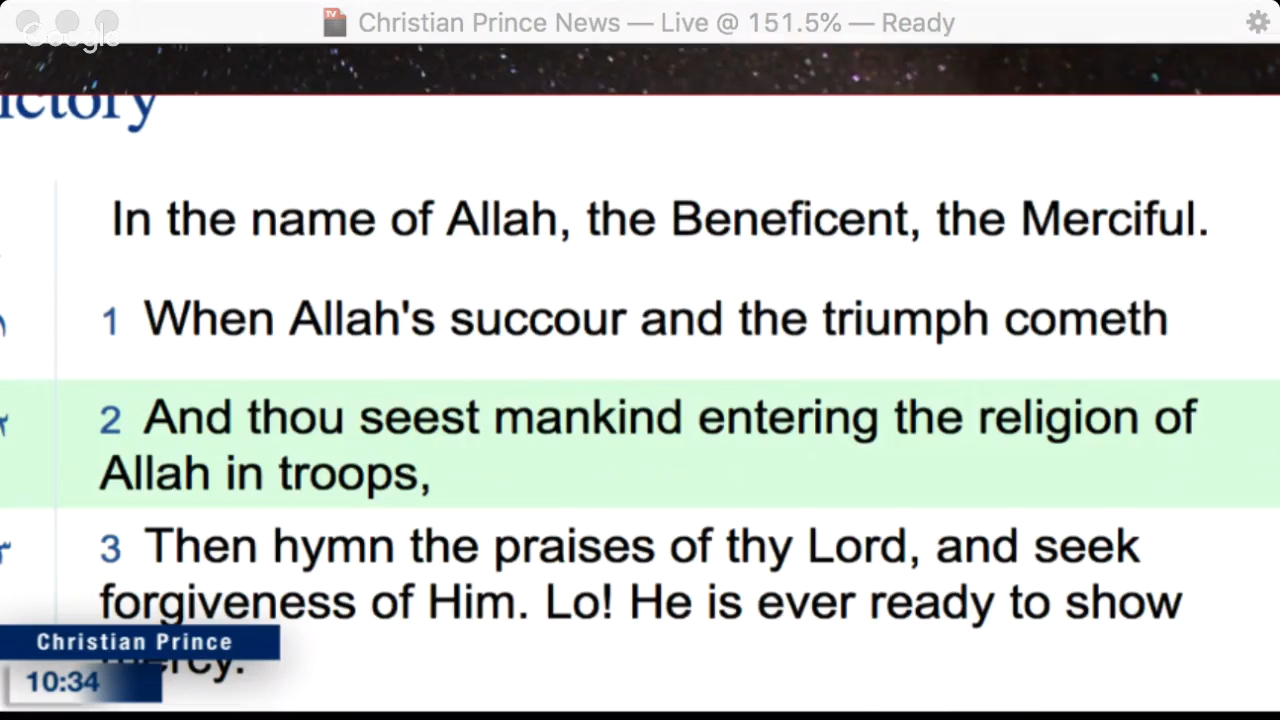 Christian Prince News — Live @ 151.5% — Ready
Google
ictory
In the name of Allah, the Beneficent, the Merciful.
1 When Allah's succour and the triumph cometh
2 And thou seest mankind entering the religion of
Allah in troops,
3 Then hymn the praises of thy Lord, and seek
forgiveness of Him. Lo! He is ever ready to show
mercy.
Christian Prince
10:34